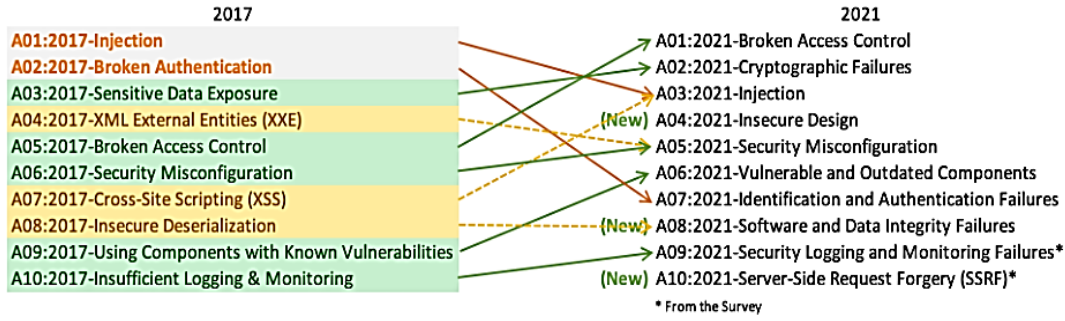 2017
2021
A01:2017-Injection
A02:2017-Broken Authentication
A03:2017-Sensitive Data Exposure
A04:2017-XML External Entities (XXE)
A05:2017-Broken Access Control
A06:2017-Security Misconfiguration
A07:2017-Cross-Site Scripting (XSS)
A08:2017-Insecure Deserialization
A09:2017-Using Components with Known Vulnerabilities
A10:2017-Insufficient Logging & Monitoring
A01:2021-Broken Access Control
A02:2021-Cryptographic Failures
A03:2021-Injection
(New) A04:2021-Insecure Design
A05:2021-Security Misconfiguration
A06:2021-Vulnerable and Outdated Components
A07:2021-Identification and Authentication Failures
(New) A08:2021-Software and Data Integrity Failures
A09:2021-Security Logging and Monitoring Failures*
(New) A10:2021-Server-Side Request Forgery (SSRF)*
* From the Survey